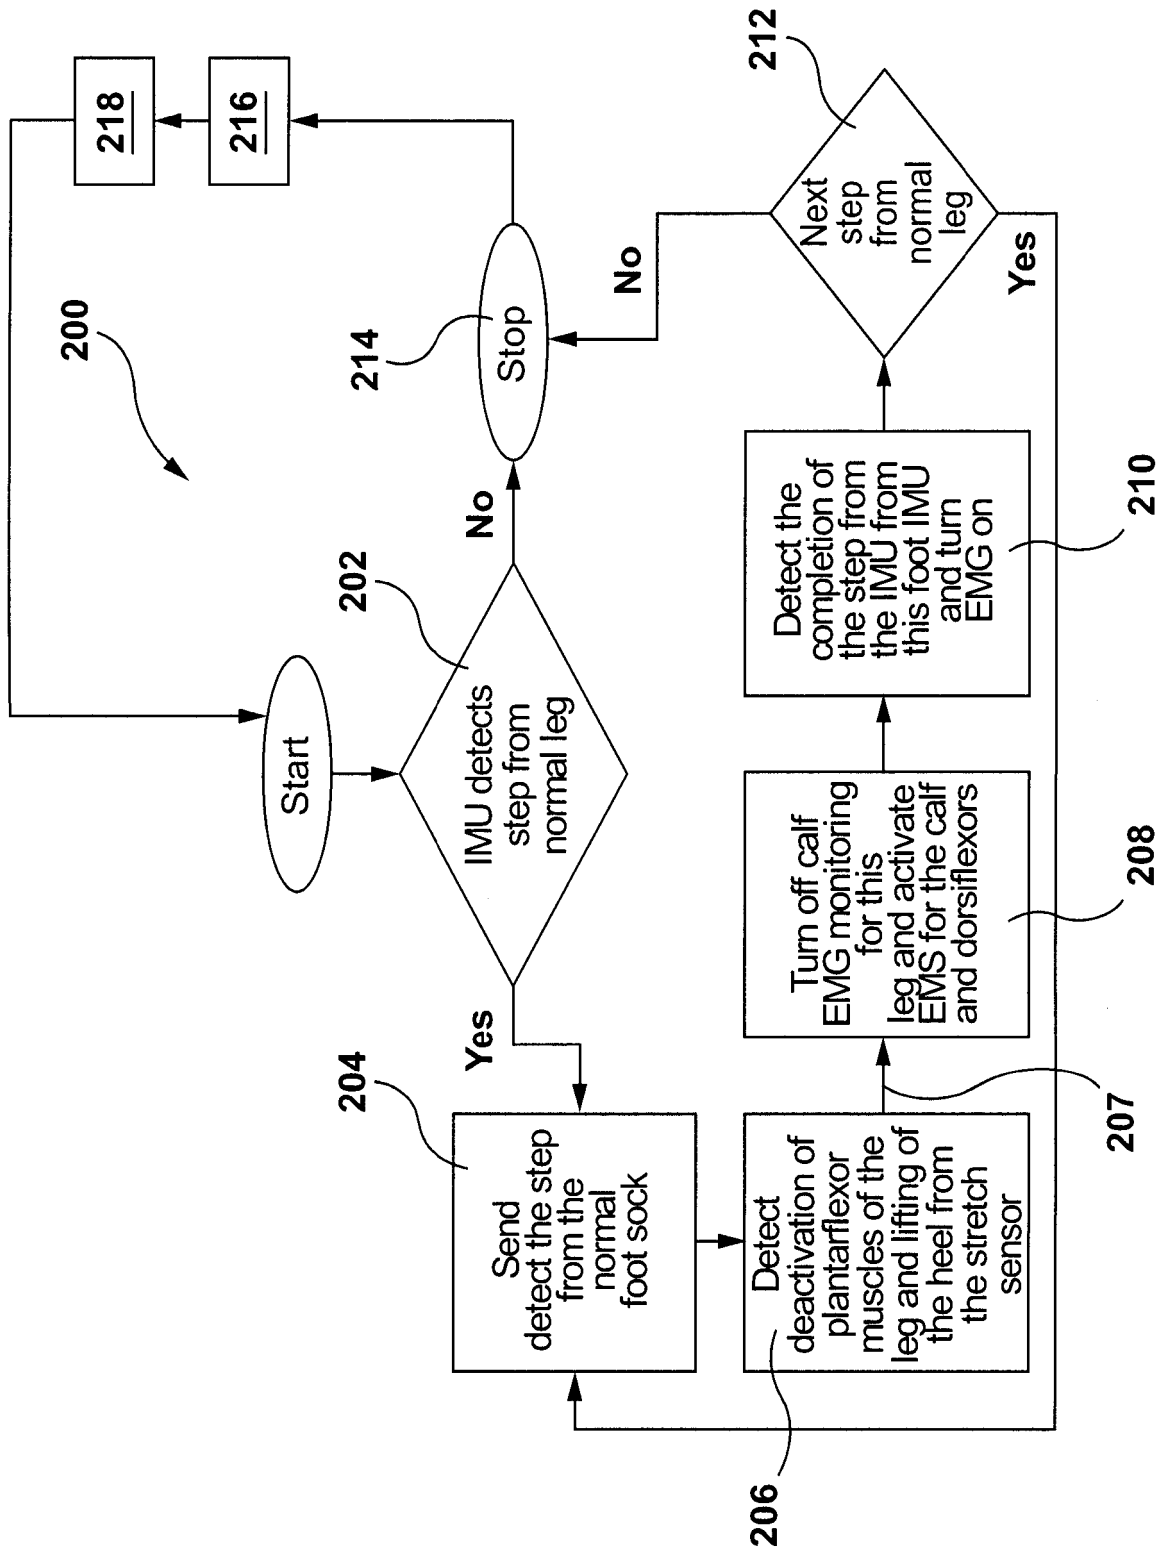 200
218
216
Start
IMU detects
step from
normal leg
202
Yes
No
Stop
214
204
Send
detect the step
from the
normal
foot sock
206
Detect
deactivation of
plantarflexor
muscles of the
leg and lifting of
the heel from
the stretch
sensor
207
Turn off calf
EMG monitoring
for this
leg and activate
EMS for the calf
and dorsiflexors
208
Detect the
completion of
the step from
the IMU from
this foot IMU
and turn
EMG on
210
Next
step
from
normal
leg
212
No
Yes